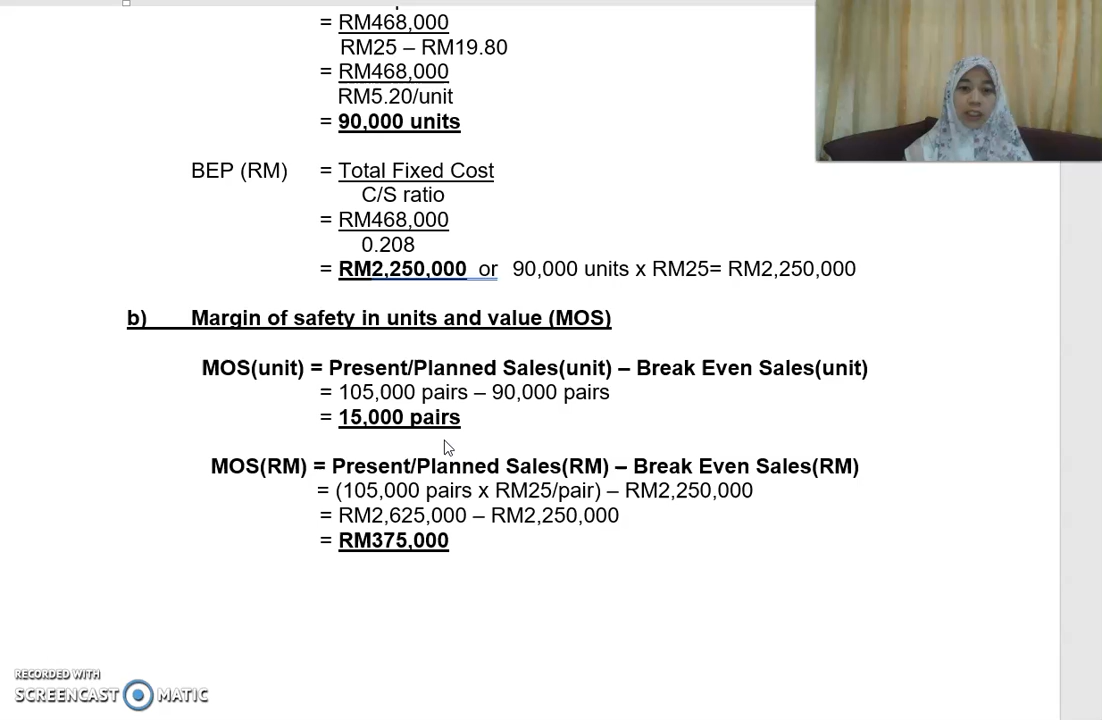 = RM468,000
RM25 – RM19.80
= RM468,000
RM5.20/unit
= 90,000 units
BEP (RM) = Total Fixed Cost
C/S ratio
= RM468,000
0.208
= RM2,250,000 or 90,000 units x RM25= RM2,250,000
b) Margin of safety in units and value (MOS)
MOS(unit) = Present/Planned Sales(unit) – Break Even Sales(unit)
= 105,000 pairs – 90,000 pairs
= 15,000 pairs
MOS(RM) = Present/Planned Sales(RM) – Break Even Sales(RM)
= (105,000 pairs x RM25/pair) – RM2,250,000
= RM2,625,000 – RM2,250,000
= RM375,000
RECORDED WITH
SCREENCAST MATIC